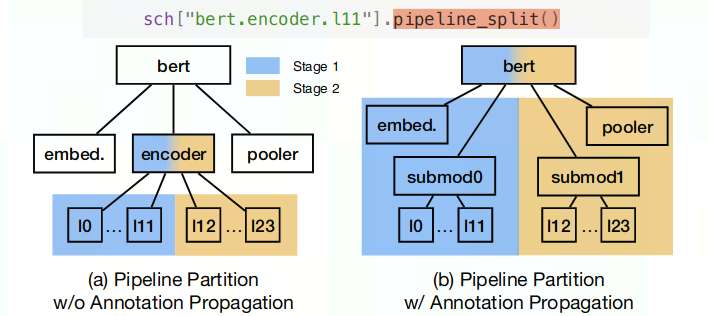 sch["bert.encoder.l11"].pipeline_split()
bert
Stage 1
Stage 2
embed.
encoder
pooler
l0 ... l11
l12 ... l23
(a) Pipeline Partition
w/o Annotation Propagation
bert
embed.
pooler
submod0
submod1
l0 ... l11
l12 ... l23
(b) Pipeline Partition
w/ Annotation Propagation